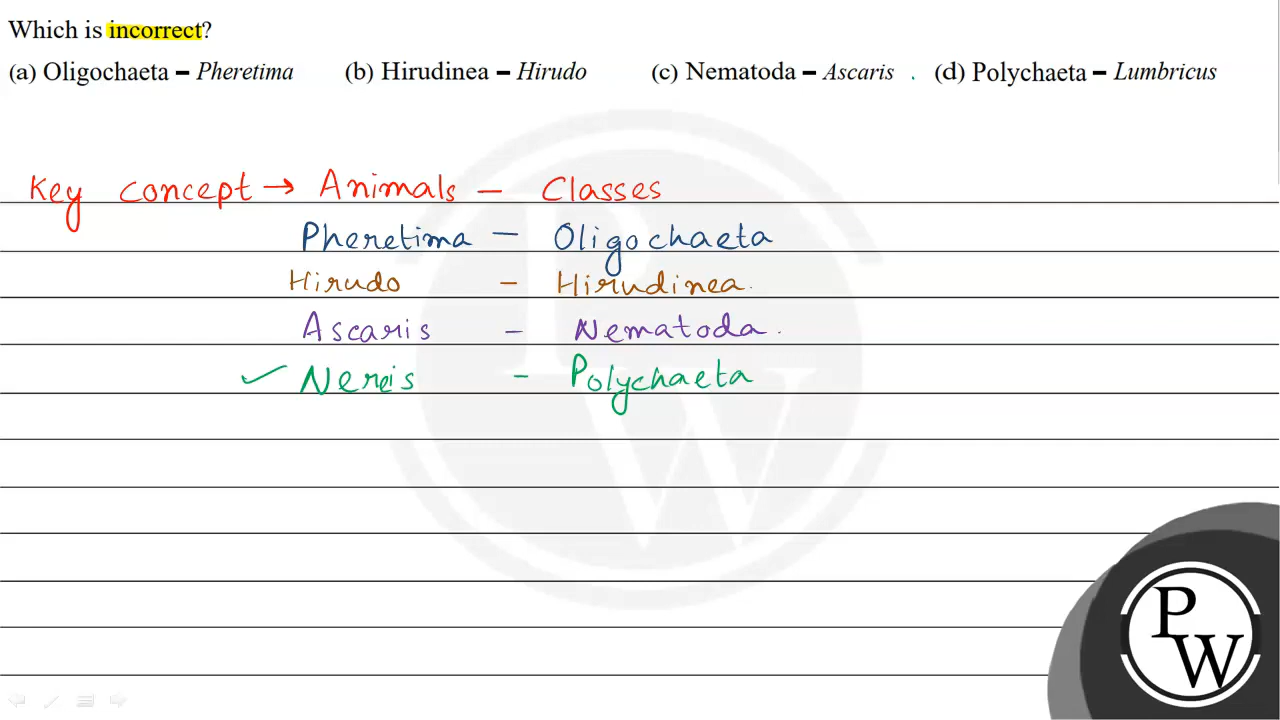 Which is incorrect?
(a) Oligochaeta – Pheretima (b) Hirudinea – Hirudo (c) Nematoda – Ascaris . (d) Polychaeta – Lumbricus
Key concept → Animals – Classes
Pheretima – Oligochaeta
Hirudo – Hirudinea.
Ascaris – Nematoda.
✓ Nereis – Polychaeta
P
W
P
W